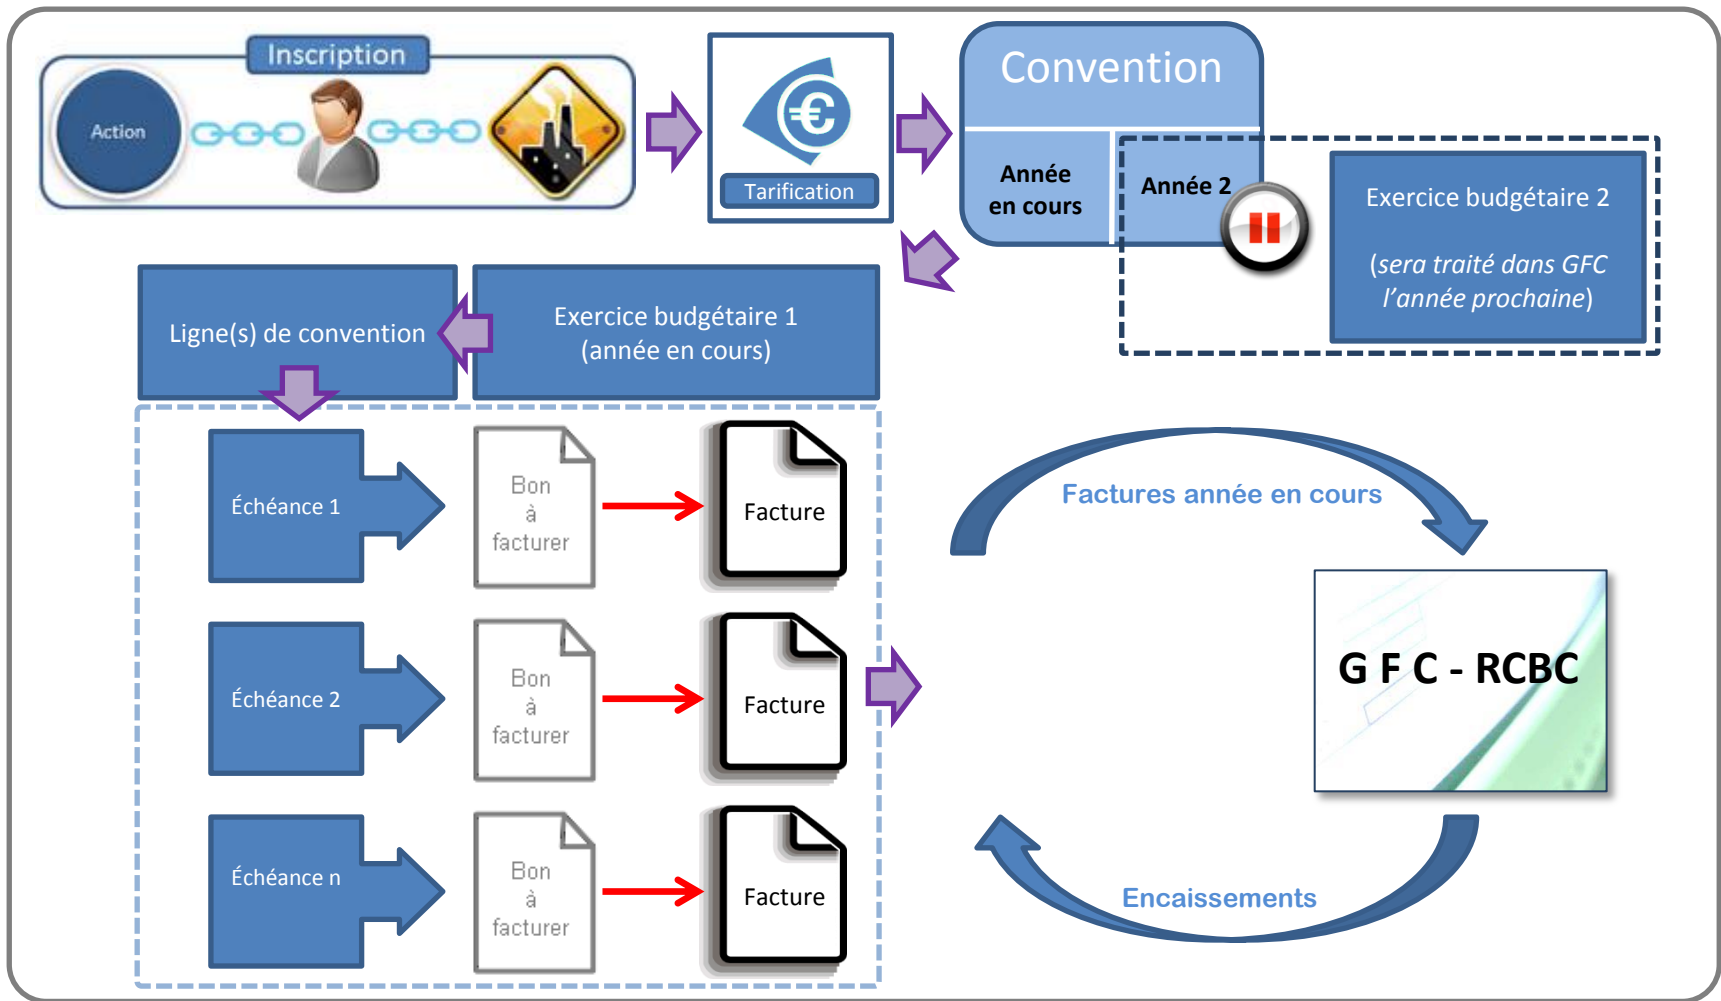 Inscription
Action
Tarification
Convention
Année
en cours
Année 2
Exercice budgétaire 2
(sera traité dans GFC
l'année prochaine)
Ligne(s) de convention
Exercice budgétaire 1
(année en cours)
Échéance 1
Bon
à
facturer
Facture
Échéance 2
Bon
à
facturer
Facture
Échéance n
Bon
à
facturer
Facture
Factures année en cours
G F C - RCBC
Encaissements